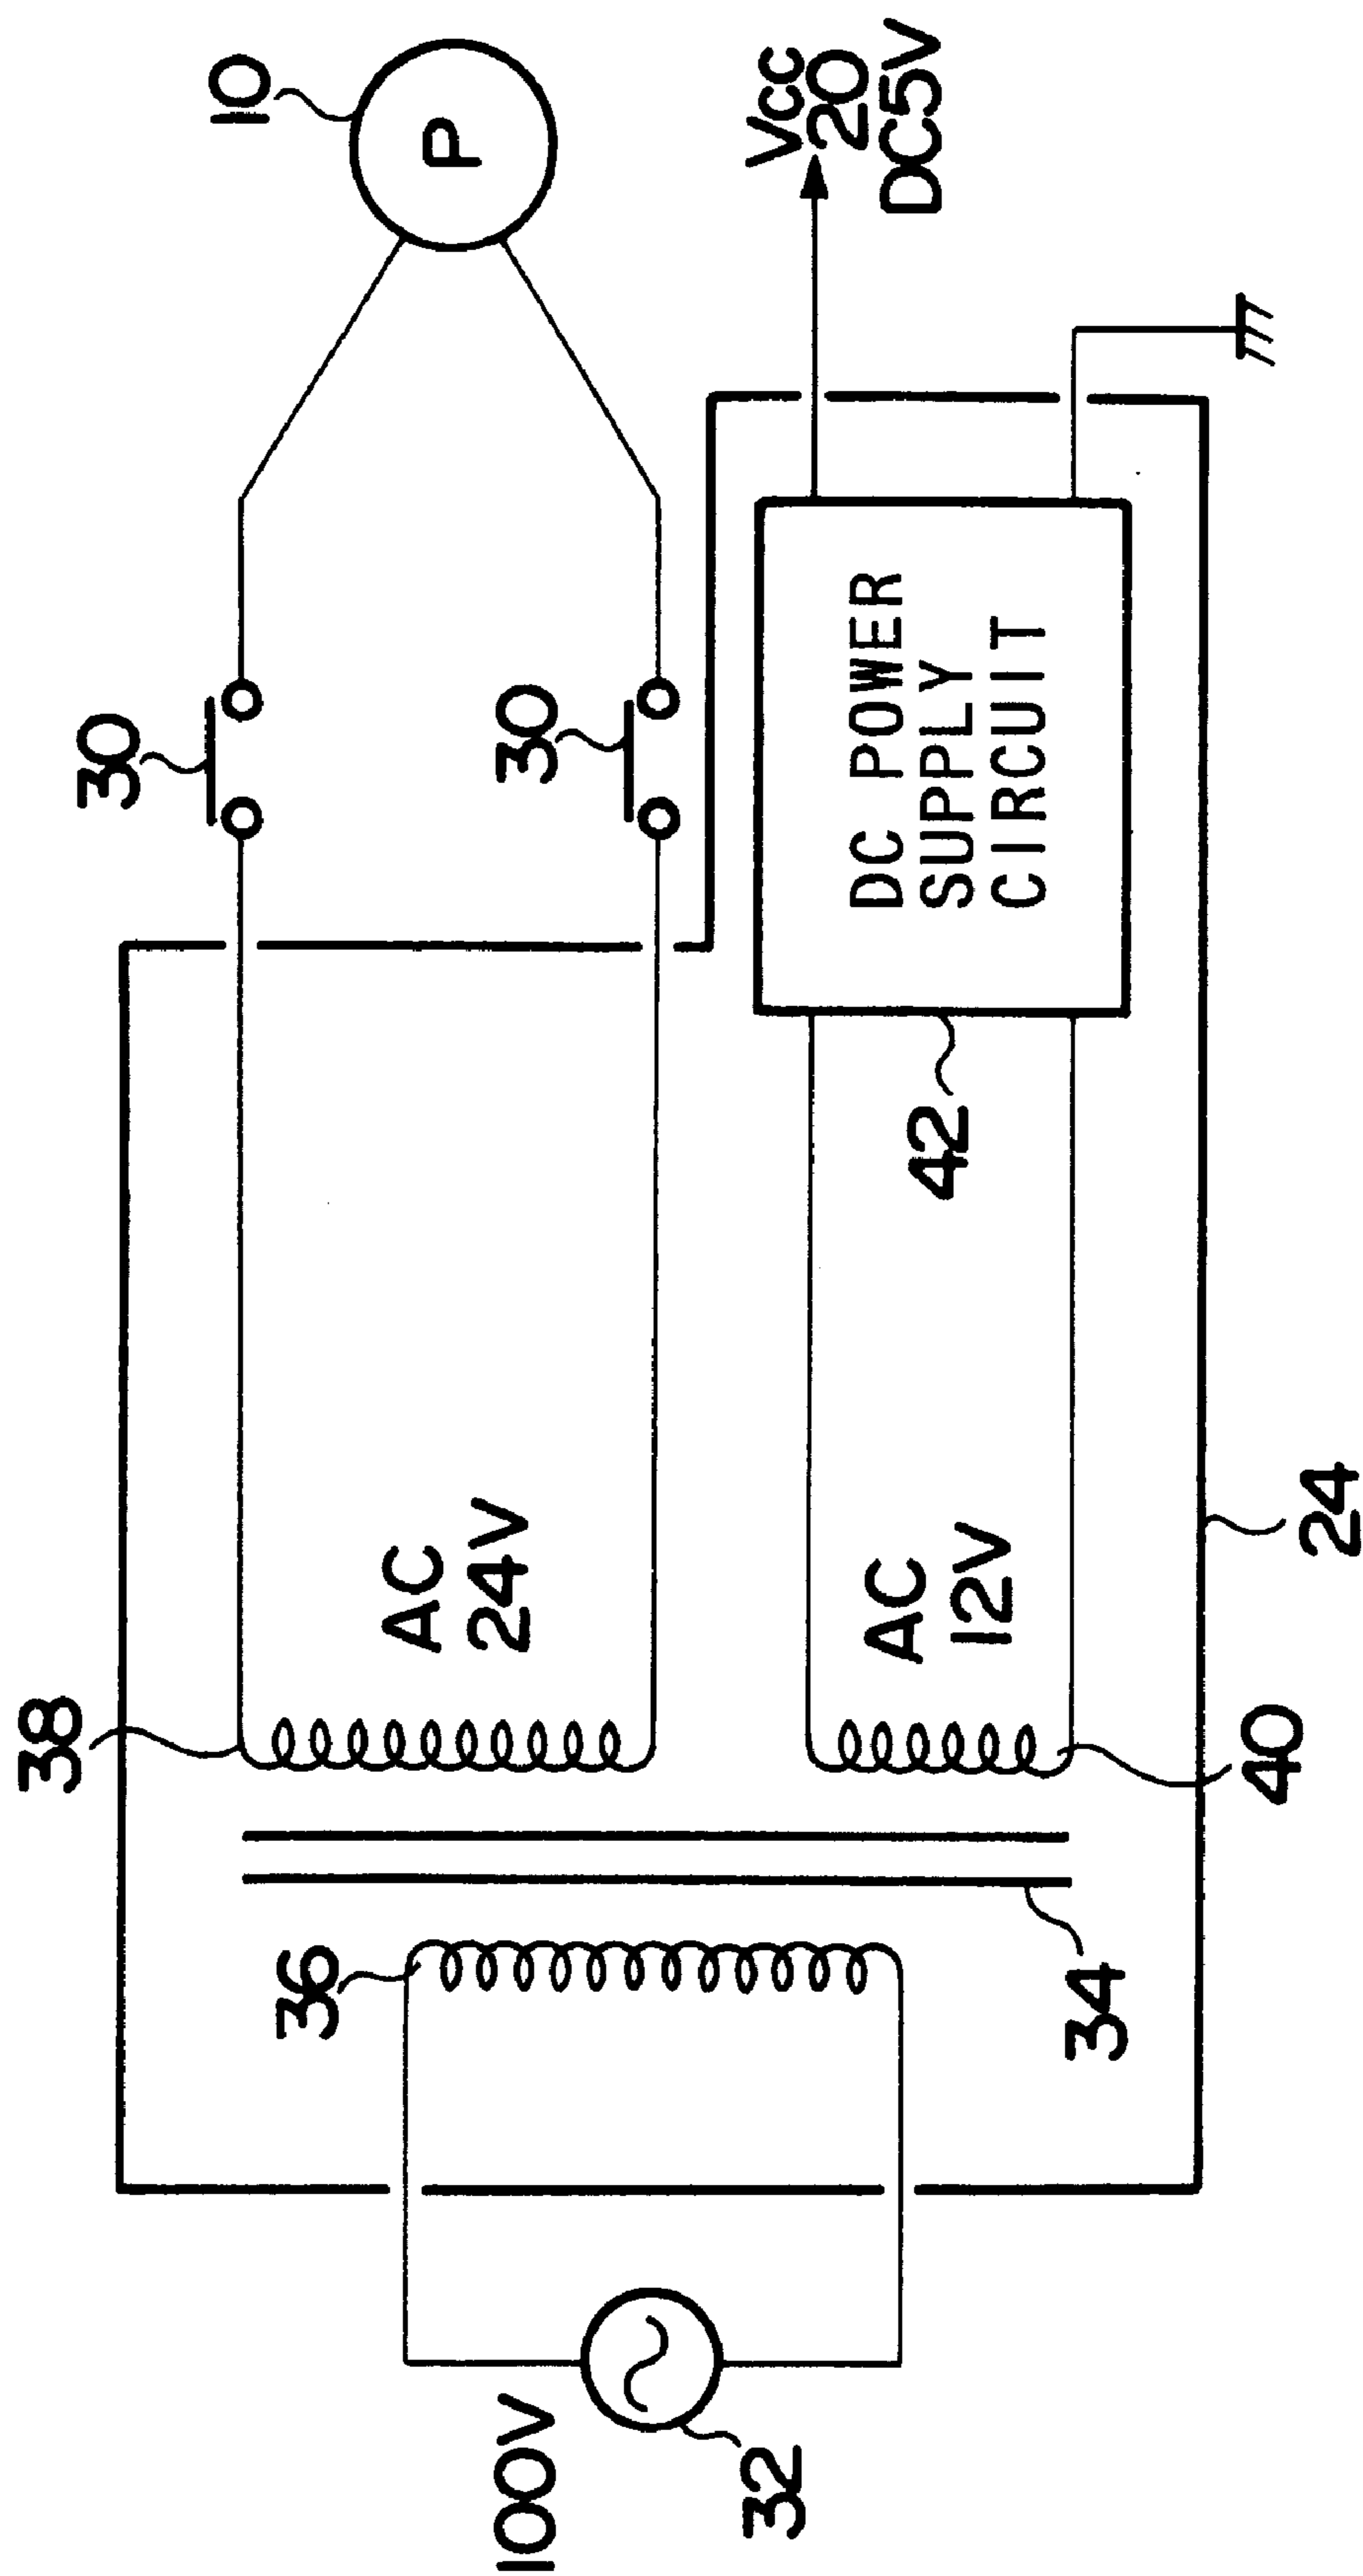 10
P
30
30
38
AC
24V
36
100V
32
34
AC
12V
40
42
DC POWER
SUPPLY
CIRCUIT
Vcc
20
DC5V
24